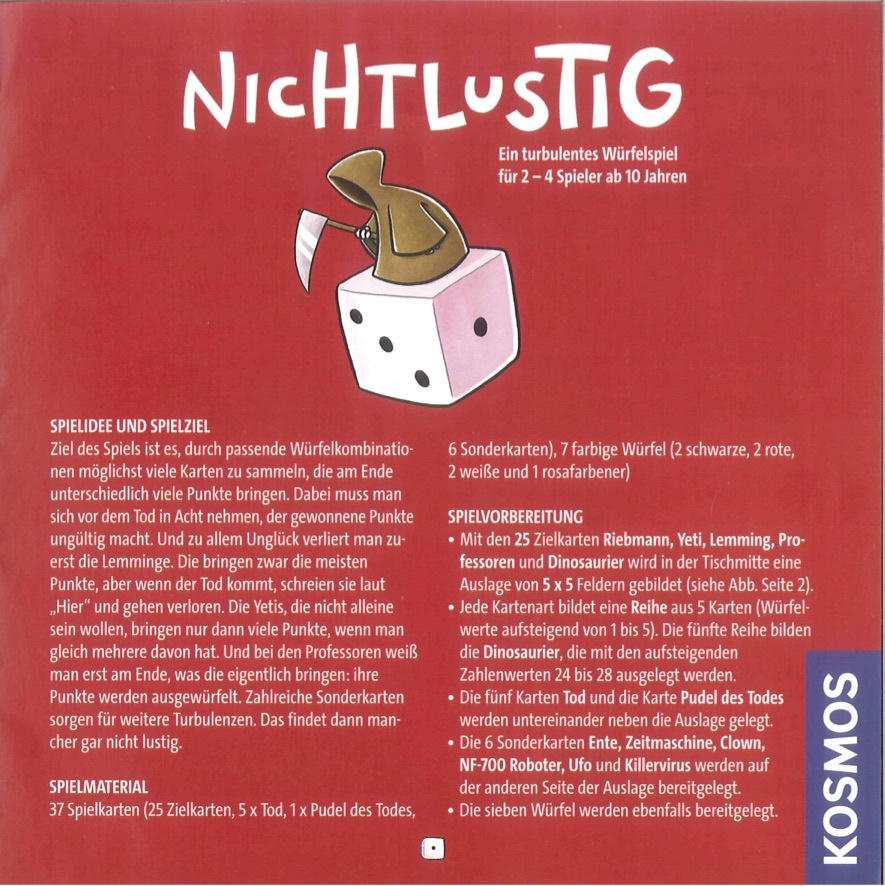 NICHTLUSTIG
Ein turbulentes Würfelspiel
für 2 – 4 Spieler ab 10 Jahren
SPIELIDEE UND SPIELZIEL
Ziel des Spiels ist es, durch passende Würfelkombinatio-
nen möglichst viele Karten zu sammeln, die am Ende
unterschiedlich viele Punkte bringen. Dabei muss man
sich vor dem Tod in Acht nehmen, der gewonnene Punkte
ungültig macht. Und zu allem Unglück verliert man zu-
erst die Lemminge. Die bringen zwar die meisten
Punkte, aber wenn der Tod kommt, schreien sie laut
„Hier“ und gehen verloren. Die Yetis, die nicht alleine
sein wollen, bringen nur dann viele Punkte, wenn man
gleich mehrere davon hat. Und bei den Professoren weiß
man erst am Ende, was die eigentlich bringen: ihre
Punkte werden ausgewürfelt. Zahlreiche Sonderkarten
sorgen für weitere Turbulenzen. Das findet dann man-
cher gar nicht lustig.
SPIELMATERIAL
37 Spielkarten (25 Zielkarten, 5 x Tod, 1 x Pudel des Todes,
6 Sonderkarten), 7 farbige Würfel (2 schwarze, 2 rote,
2 weiße und 1 rosafarbener)
SPIELVORBEREITUNG
• Mit den 25 Zielkarten Riebmann, Yeti, Lemming, Pro-
fessoren und Dinosaurier wird in der Tischmitte eine
Auslage von 5 x 5 Feldern gebildet (siehe Abb. Seite 2).
• Jede Kartenart bildet eine Reihe aus 5 Karten (Würfel-
werte aufsteigend von 1 bis 5). Die fünfte Reihe bilden
die Dinosaurier, die mit den aufsteigenden
Zahlenwerten 24 bis 28 ausgelegt werden.
• Die fünf Karten Tod und die Karte Pudel des Todes
werden untereinander neben die Auslage gelegt.
• Die 6 Sonderkarten Ente, Zeitmaschine, Clown,
NF-700 Roboter, Ufo und Killervirus werden auf
der anderen Seite der Auslage bereitgelegt.
• Die sieben Würfel werden ebenfalls bereitgelegt.
KOSMOS